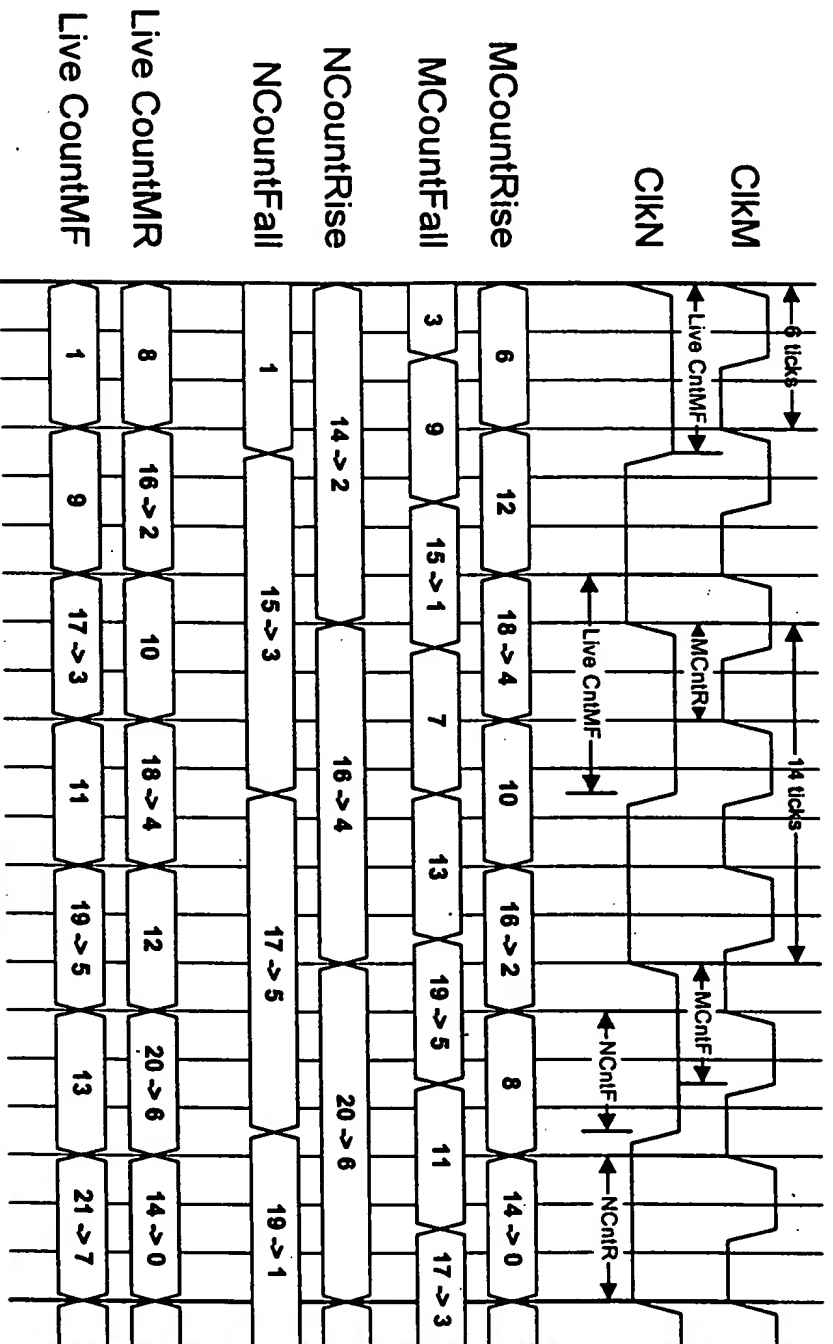 ClkM
6 ticks
14 ticks
ClkN
Live CntMF
MCntR
MCntF
Live CntMF
NCntF
NCntR
MCountRise
6
12
18 -> 4
10
16 -> 2
8
14 -> 0
MCountFall
3
9
15 -> 1
7
13
19 -> 5
11
17 -> 3
NCountRise
14 -> 2
16 -> 4
20 -> 6
NCountFall
1
15 -> 3
17 -> 5
19 -> 1
Live CountMR
8
16 -> 2
10
18 -> 4
12
20 -> 6
14 -> 0
Live CountMF
1
9
17 -> 3
11
19 -> 5
13
21 -> 7